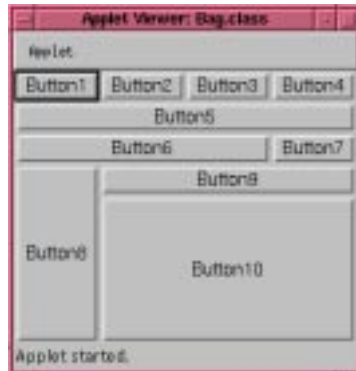 Applet Viewer: Bag.class
Applet
Button1 Button2 Button3 Button4
Button5
Button6 Button7
Button9
Button8
Button10
Applet started.